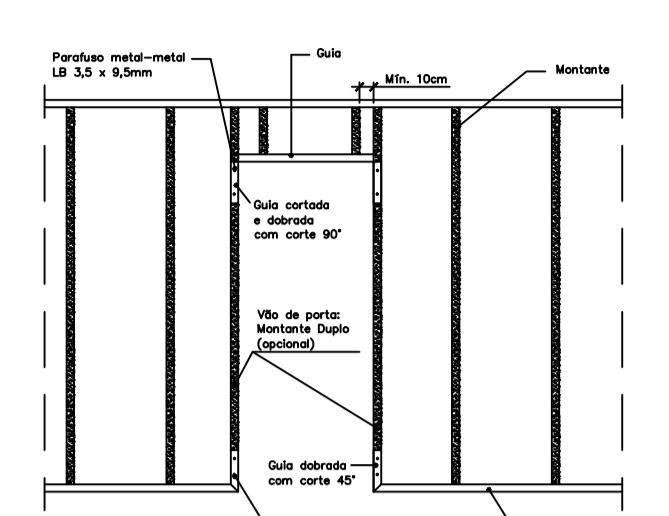 Parafuso metal-metal
LB 3,5 x 9,5mm
Guia
Mín. 10cm
Montante
Guia cortada
e dobrada
com corte 90°
Vão de porta:
Montante Duplo
(opcional)
Guia dobrada
com corte 45°